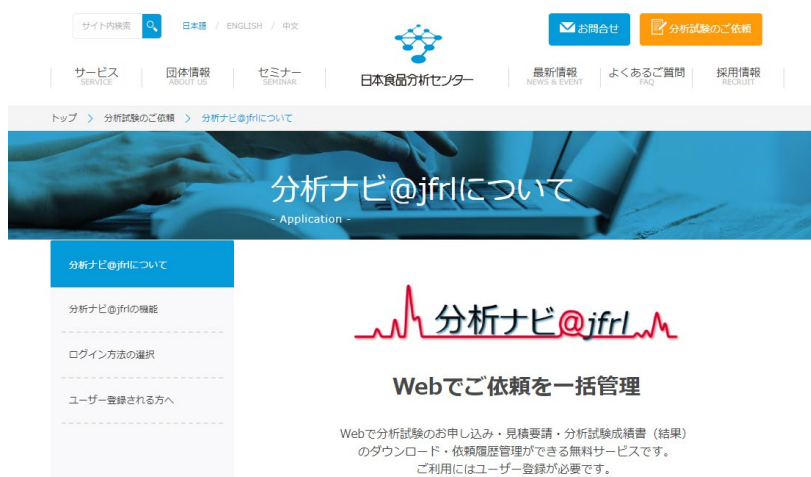 サイト内検索
日本語 / ENGLISH / 中文
お問合せ
分析試験のご依頼
サービス
SERVICE
団体情報
ABOUT US
セミナー
SEMINAR
日本食品分析センター
最新情報
NEWS & EVENT
よくあるご質問
FAQ
採用情報
RECRUIT
トップ > 分析試験のご依頼 > 分析ナビ@jfrlについて
分析ナビ@jfrlについて
- Application -
分析ナビ@jfrlについて
分析ナビ@jfrlの機能
ログイン方法の選択
ユーザー登録される方へ
分析ナビ@jfrl
Webでご依頼を一括管理
Webで分析試験のお申し込み・見積要請・分析試験成績書（結果）
のダウンロード・依頼履歴管理ができる無料サービスです。
ご利用にはユーザー登録が必要です。